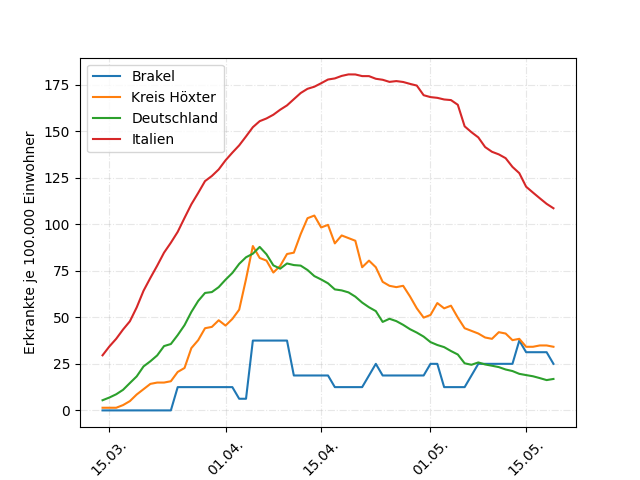 Brakel
Kreis Höxter
Deutschland
Italien
Erkrankte je 100.000 Einwohner
175
150
125
100
75
50
25
0
15.03.
01.04.
15.04.
01.05.
15.05.